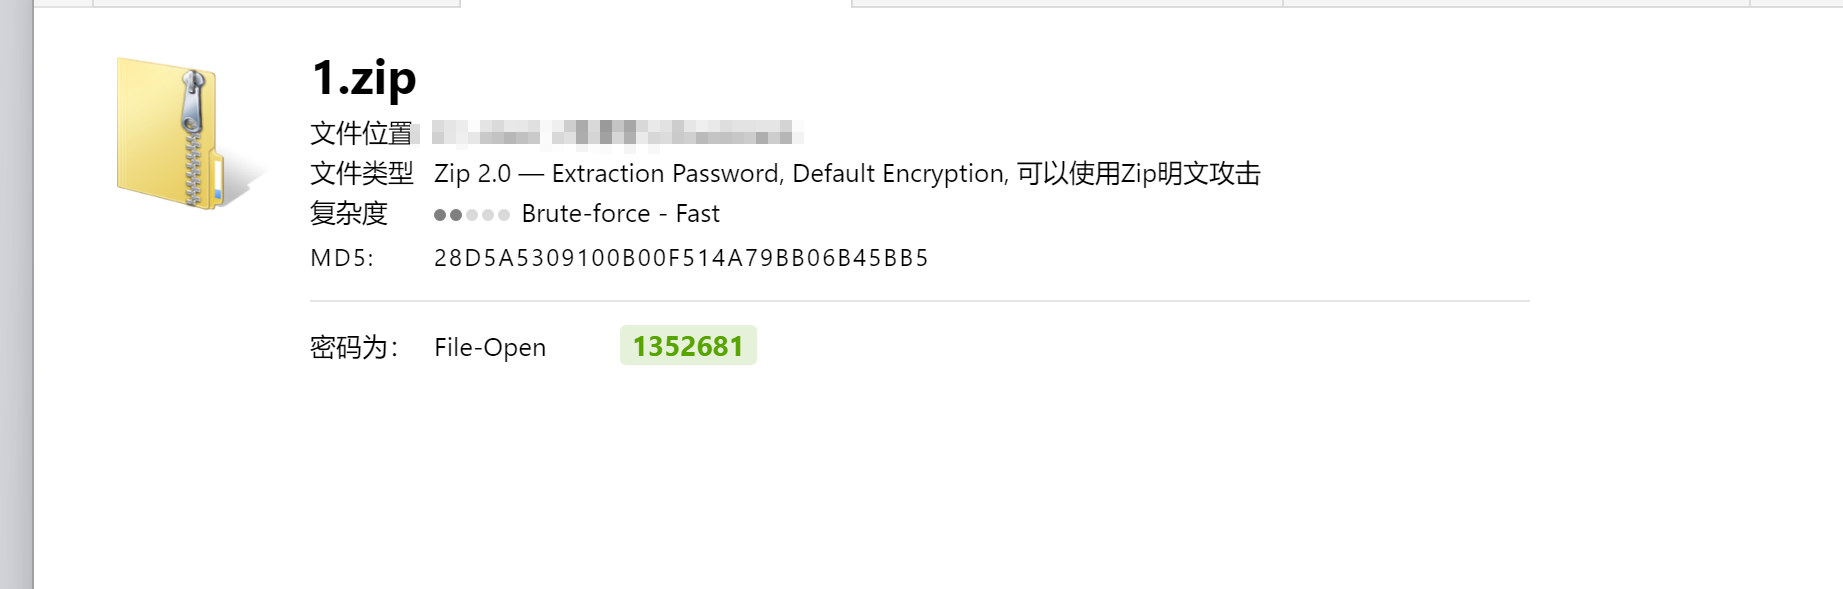 1.zip
文件位置
文件类型 Zip 2.0 — Extraction Password, Default Encryption, 可以使用Zip明文攻击
复杂度 Brute-force - Fast
MD5: 28D5A5309100B00F514A79BB06B45BB5
密码为： File-Open 1352681